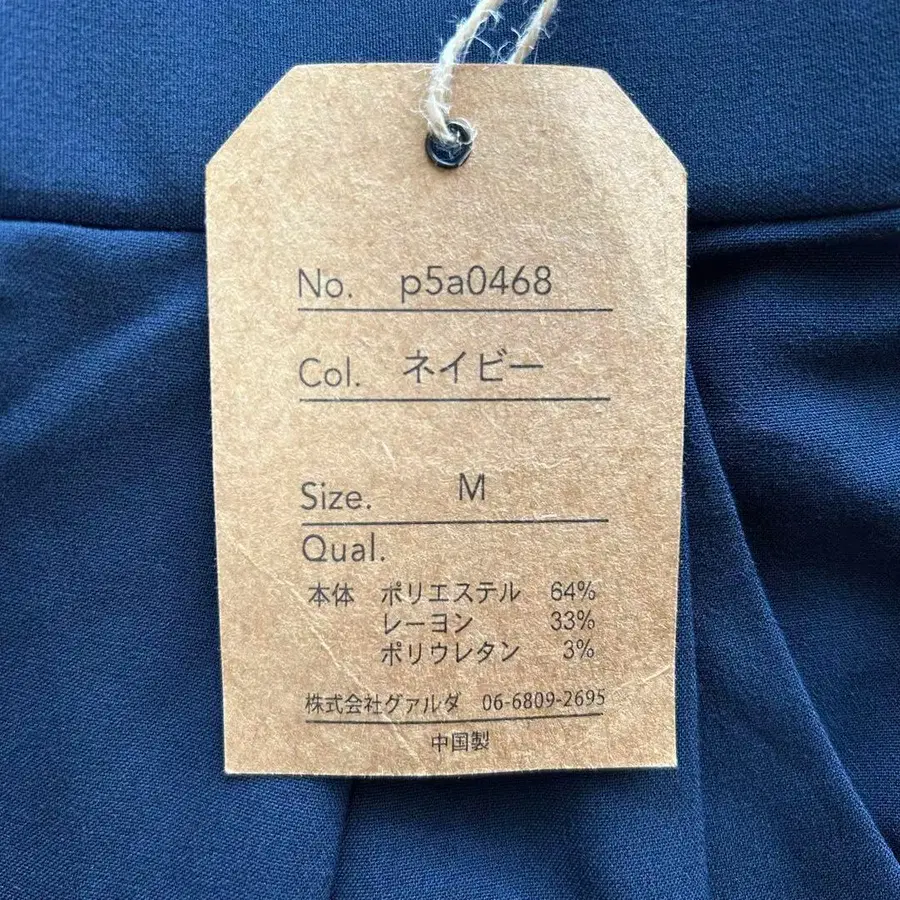 No. p5a0468
Col. ネイビー
Size. M
Qual.
本体 ポリエステル 64%
レーヨン 33%
ポリウレタン 3%
株式会社グァルダ 06-6809-2695
中国製